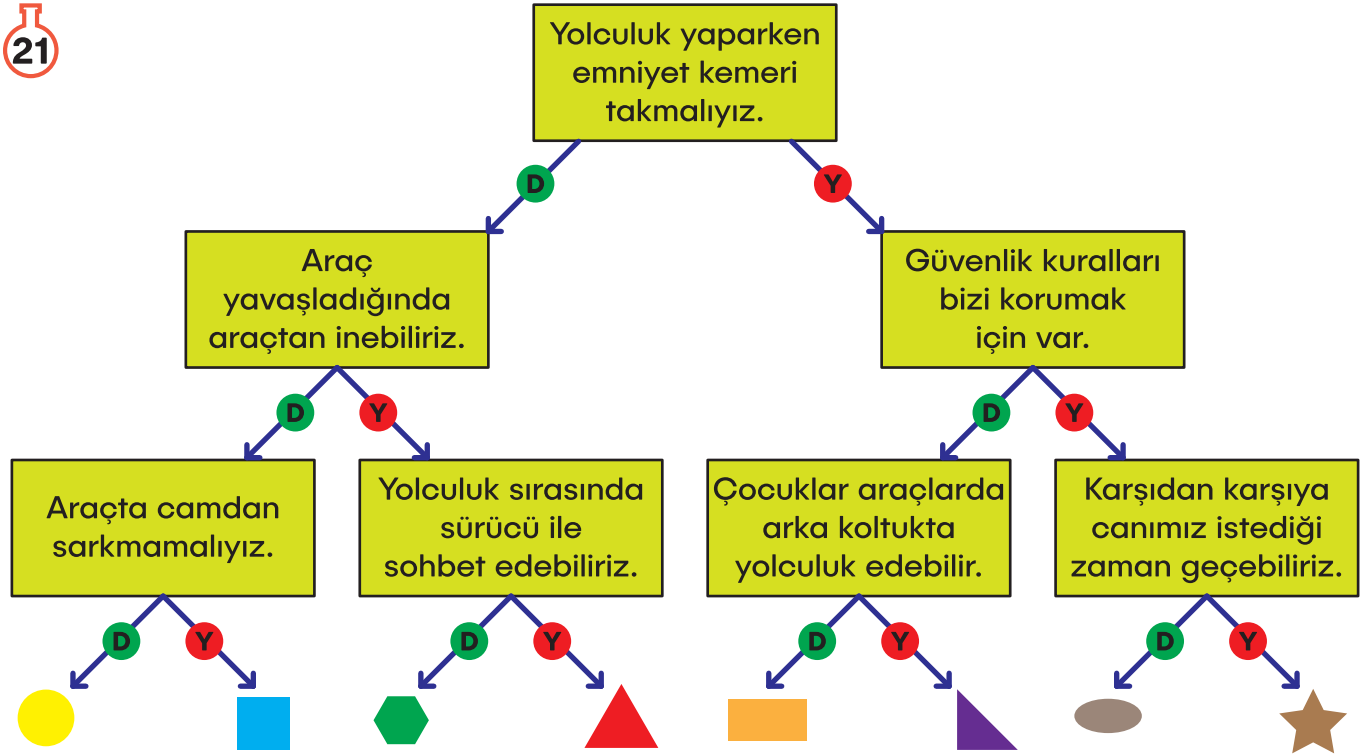 21
Yolculuk yaparken
emniyet kemeri
takmalıyız.
D
Y
Araç
yavaşladığında
araçtan inebiliriz.
Güvenlik kuralları
bizi korumak
için var.
D
Y
D
Y
Araçta camdan
sarkmamalıyız.
Yolculuk sırasında
sürücü ile
sohbet edebiliriz.
Çocuklar araçlarda
arka koltukta
yolculuk edebilir.
Karşıdan karşıya
canımız istediği
zaman geçebiliriz.
D
Y
D
Y
D
Y
D
Y